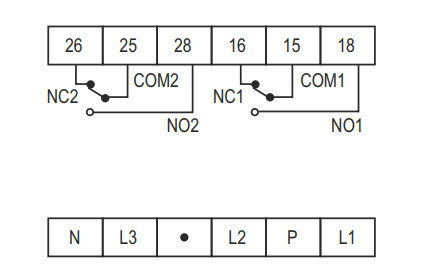 26 25 28 16 15 18
COM2 COM1
NC2 NC1
NO2 NO1
N L3 • L2 P L1